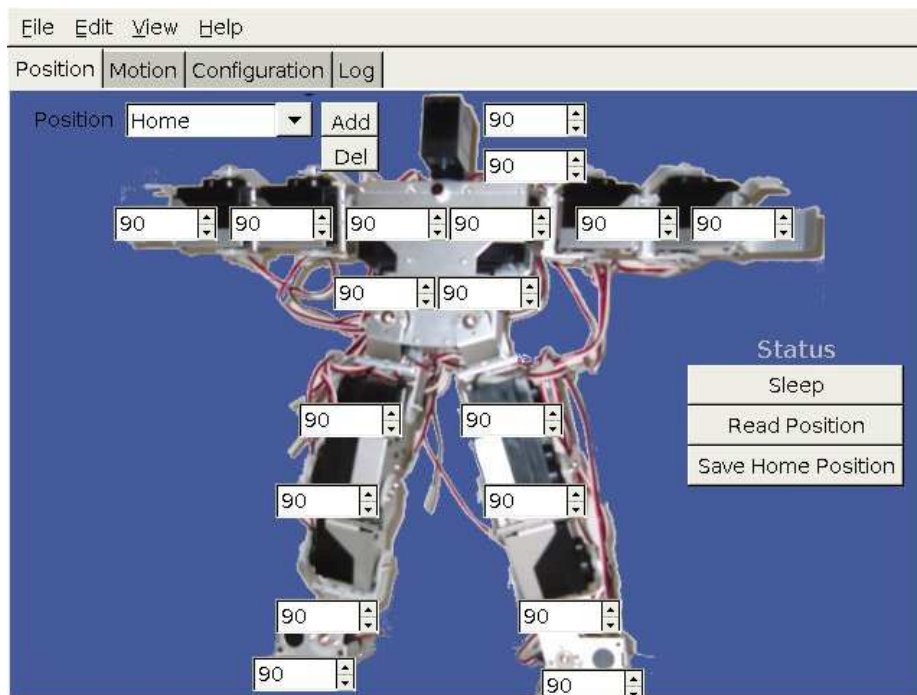 File Edit View Help
Position Motion Configuration Log
Position Home Add 90
Del 90
90 90 90 90 90 90
90 90
Status
Sleep
90 90
Read Position
Save Home Position
90 90
90 90
90 90